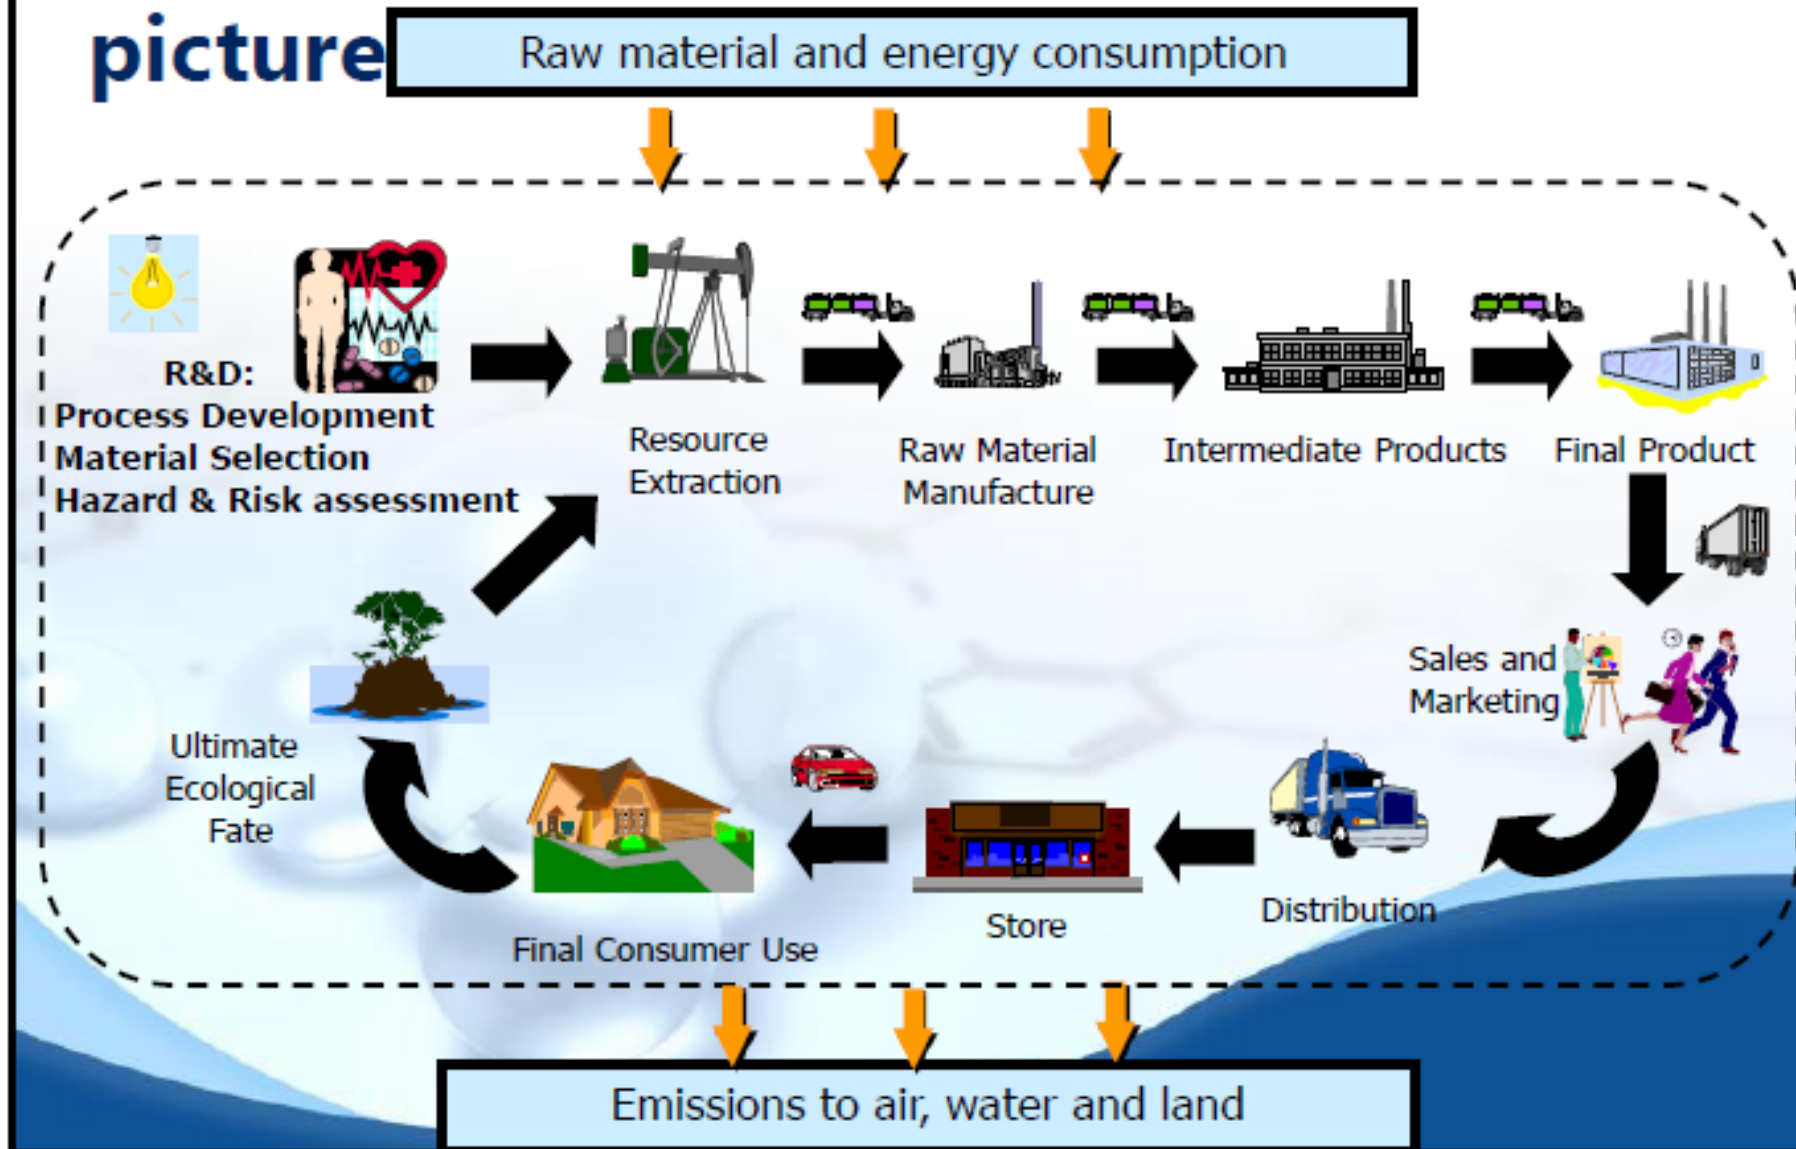 picture
Raw material and energy consumption
R&D:
Process Development
Material Selection
Hazard & Risk assessment
Resource
Extraction
Raw Material
Manufacture
Intermediate Products
Final Product
Sales and
Marketing
Distribution
Store
Final Consumer Use
Ultimate
Ecological
Fate
Emissions to air, water and land